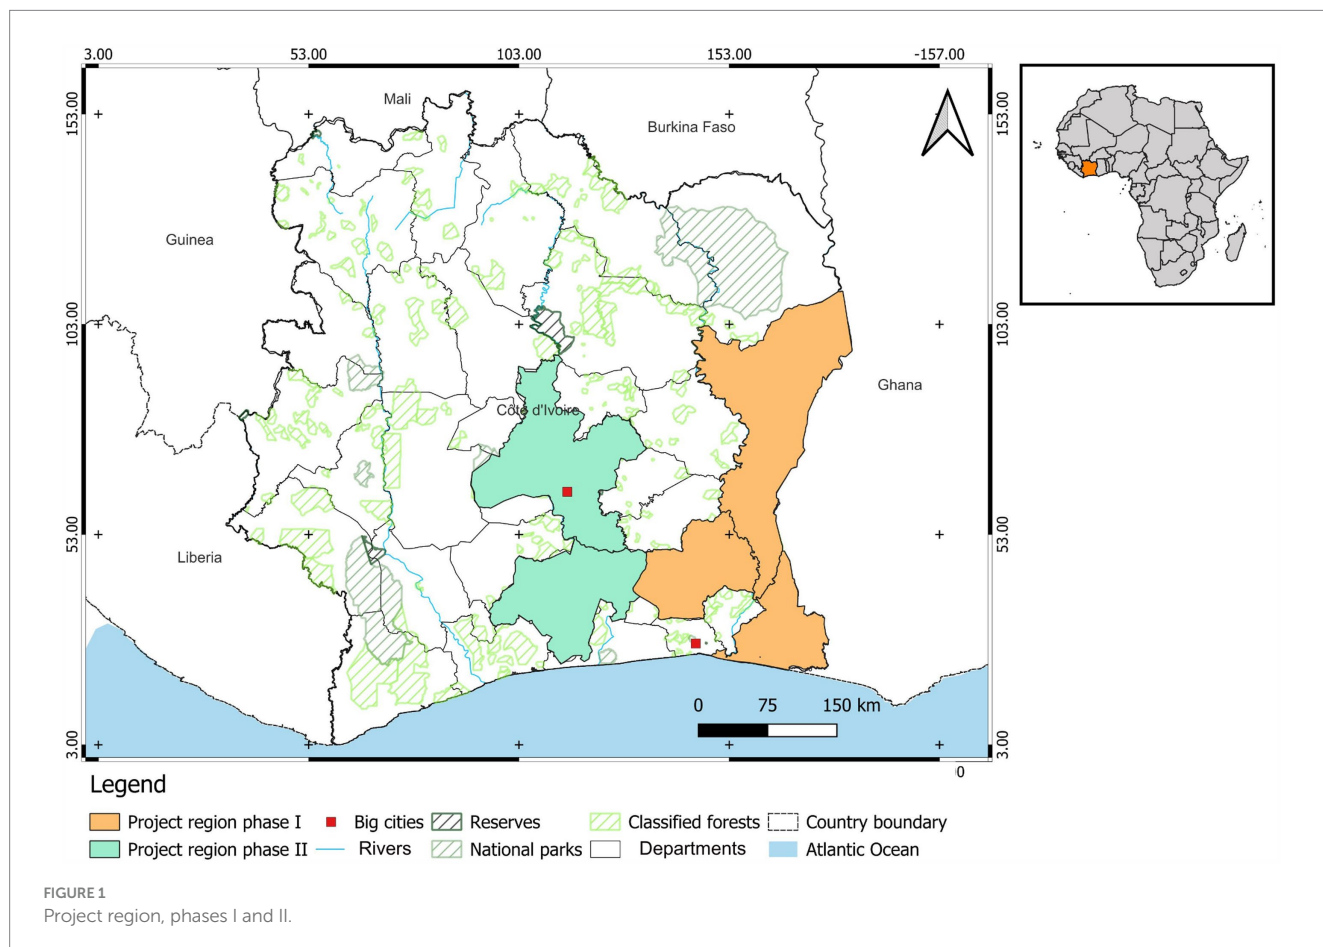 3.00 53.00 103.00 153.00 -157.00
Mali
153.00 153.00
Burkina Faso
Guinea
103.00 103.00
Ghana
Côte d'Ivoire
53.00 53.00
Liberia
0 75 150 km
3.00 3.00
0
Legend
Project region phase I Big cities Reserves Classified forests Country boundary
Project region phase II Rivers National parks Departments Atlantic Ocean
FIGURE 1
Project region, phases I and II.